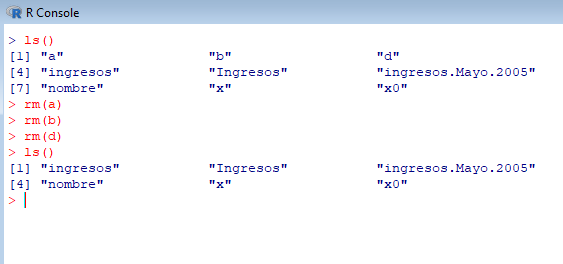 R Console
> ls()
[1] "a" "b" "d"
[4] "ingresos" "Ingresos" "ingresos.Mayo.2005"
[7] "nombre" "x" "x0"
> rm(a)
> rm(b)
> rm(d)
> ls()
[1] "ingresos" "Ingresos" "ingresos.Mayo.2005"
[4] "nombre" "x" "x0"
>